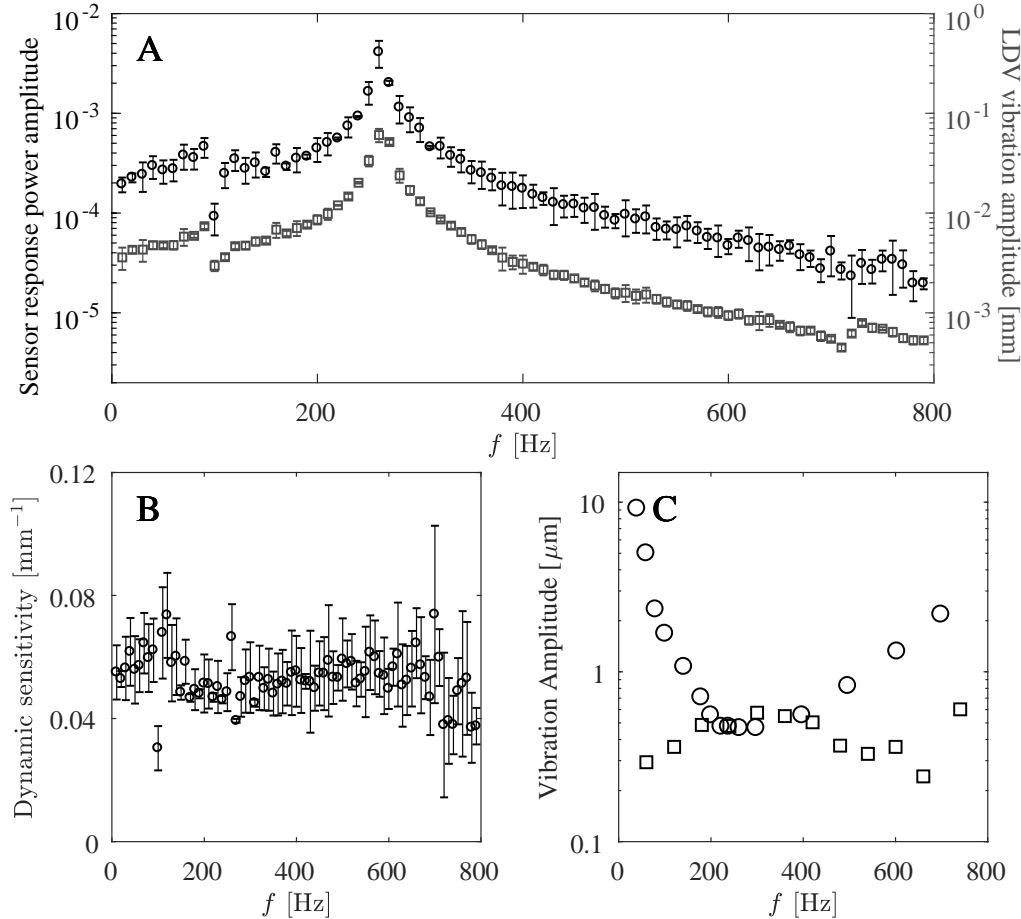 A
Sensor response power amplitude
10^-2
10^-3
10^-4
10^-5
LDV vibration amplitude [mm]
10^0
10^-1
10^-2
10^-3
0 200 400 600 800
f [Hz]
B
Dynamic sensitivity [mm^-1]
0.12
0.08
0.04
0
0 200 400 600 800
f [Hz]
C
Vibration Amplitude [μm]
10
1
0.1
0 200 400 600 800
f [Hz]